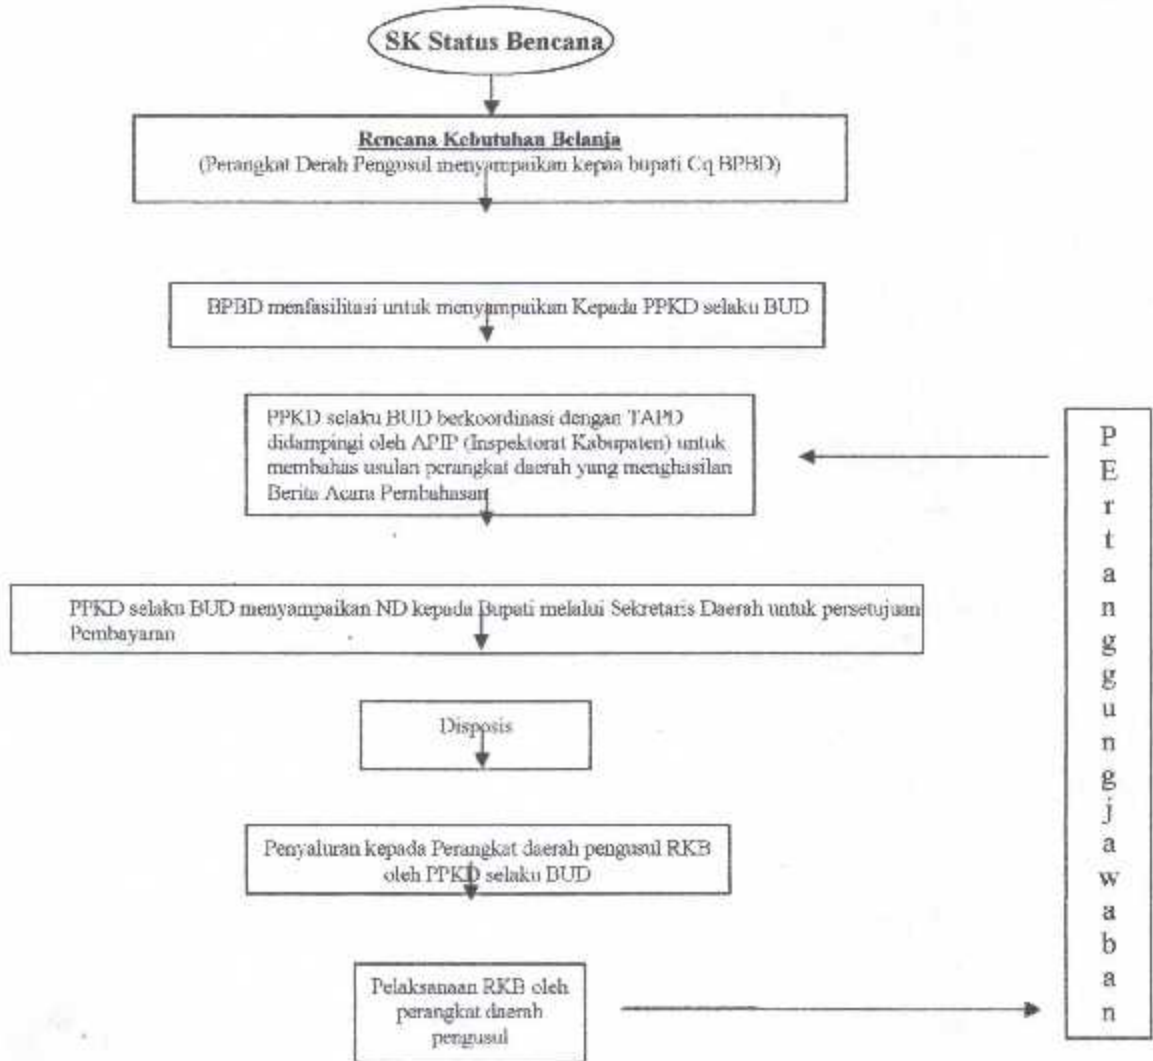 SK Status Bencana
Rencana Kebutuhan Belanja
(Perangkat Derah Pengusul menyampaikan kepaa bupati Cq BPBD)
BPBD menfasilitasi untuk menyampaikan Kepada PPKD selaku BUD
PPKD selaku BUD berkoordinasi dengan TAPD
didampingi oleh APIP (Inspektorat Kabupaten) untuk
membahas usulan perangkat daerah yang menghasilan
Berita Acara Pembahasan
PPKD selaku BUD menyampaikan ND kepada Bupati melalui Sekretaris Daerah untuk persetujuan
Pembayaran
Disposis
Penyaluran kepada Perangkat daerah pengusul RKB
oleh PPKD selaku BUD
Pelaksanaan RKB oleh
perangkat daerah
pengusul
P
E
r
t
a
n
g
g
u
n
g
j
a
w
a
b
a
n